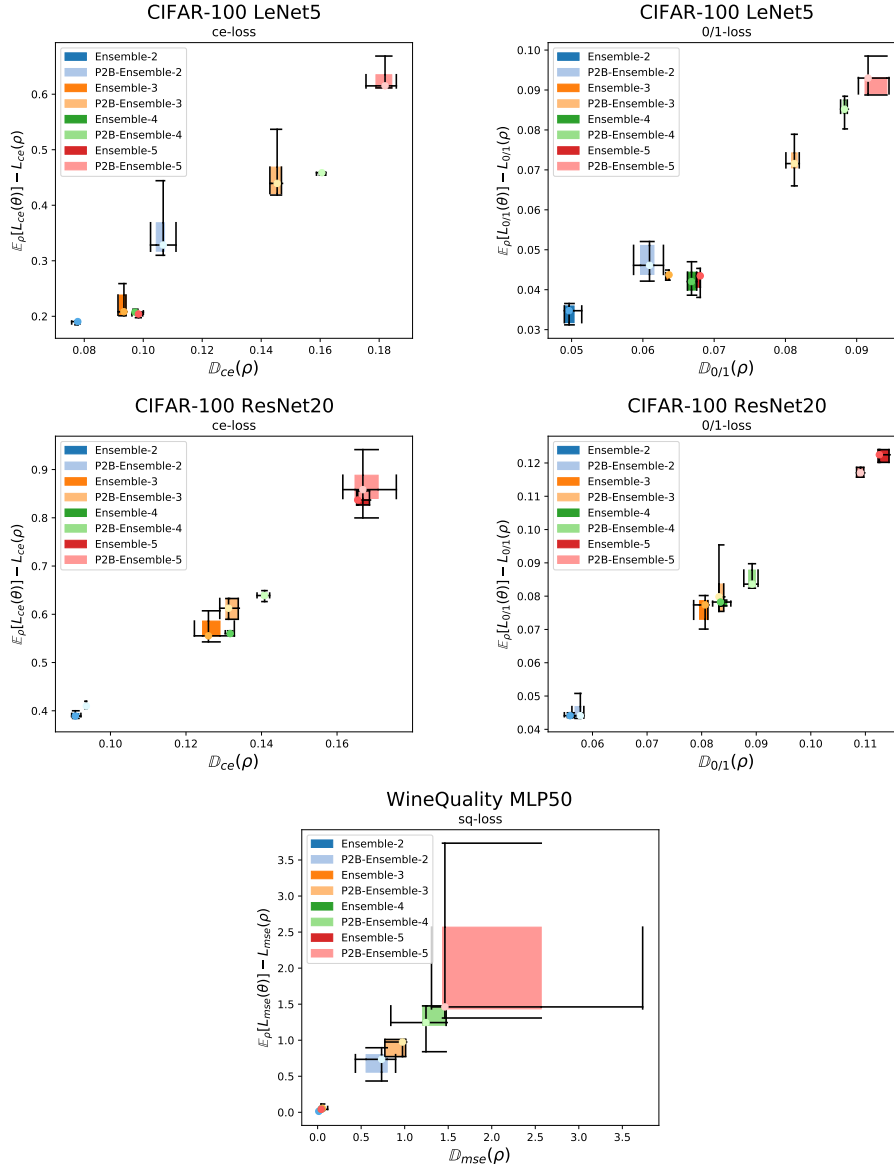 CIFAR-100 LeNet5
ce-loss
𝔼ρ[Lce(θ)] − Lce(ρ)
0.6
0.5
0.4
0.3
0.2
Ensemble-2
P2B-Ensemble-2
Ensemble-3
P2B-Ensemble-3
Ensemble-4
P2B-Ensemble-4
Ensemble-5
P2B-Ensemble-5
0.08 0.10 0.12 0.14 0.16 0.18
𝔻ce(ρ)
CIFAR-100 LeNet5
0/1-loss
𝔼ρ[L0/1(θ)] − L0/1(ρ)
0.10
0.09
0.08
0.07
0.06
0.05
0.04
0.03
Ensemble-2
P2B-Ensemble-2
Ensemble-3
P2B-Ensemble-3
Ensemble-4
P2B-Ensemble-4
Ensemble-5
P2B-Ensemble-5
0.05 0.06 0.07 0.08 0.09
𝔻0/1(ρ)
CIFAR-100 ResNet20
ce-loss
𝔼ρ[Lce(θ)] − Lce(ρ)
0.9
0.8
0.7
0.6
0.5
0.4
Ensemble-2
P2B-Ensemble-2
Ensemble-3
P2B-Ensemble-3
Ensemble-4
P2B-Ensemble-4
Ensemble-5
P2B-Ensemble-5
0.10 0.12 0.14 0.16
𝔻ce(ρ)
CIFAR-100 ResNet20
0/1-loss
𝔼ρ[L0/1(θ)] − L0/1(ρ)
0.12
0.11
0.10
0.09
0.08
0.07
0.06
0.05
0.04
Ensemble-2
P2B-Ensemble-2
Ensemble-3
P2B-Ensemble-3
Ensemble-4
P2B-Ensemble-4
Ensemble-5
P2B-Ensemble-5
0.06 0.07 0.08 0.09 0.10 0.11
𝔻0/1(ρ)
WineQuality MLP50
sq-loss
𝔼ρ[Lmse(θ)] − Lmse(ρ)
3.5
3.0
2.5
2.0
1.5
1.0
0.5
0.0
Ensemble-2
P2B-Ensemble-2
Ensemble-3
P2B-Ensemble-3
Ensemble-4
P2B-Ensemble-4
Ensemble-5
P2B-Ensemble-5
0.0 0.5 1.0 1.5 2.0 2.5 3.0 3.5
𝔻mse(ρ)